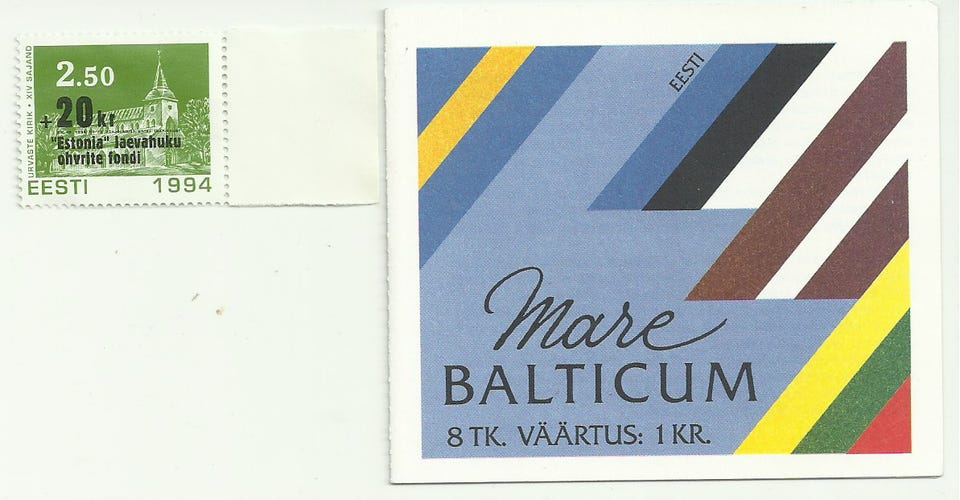 URVASTE KIRIK • XIV SAJAND
2.50
+20kt
"Estonia" laevahuku
ohvrite fondi
EESTI 1994
EESTI
Mare
BALTICUM
8 TK. VÄÄRTUS: 1 KR.